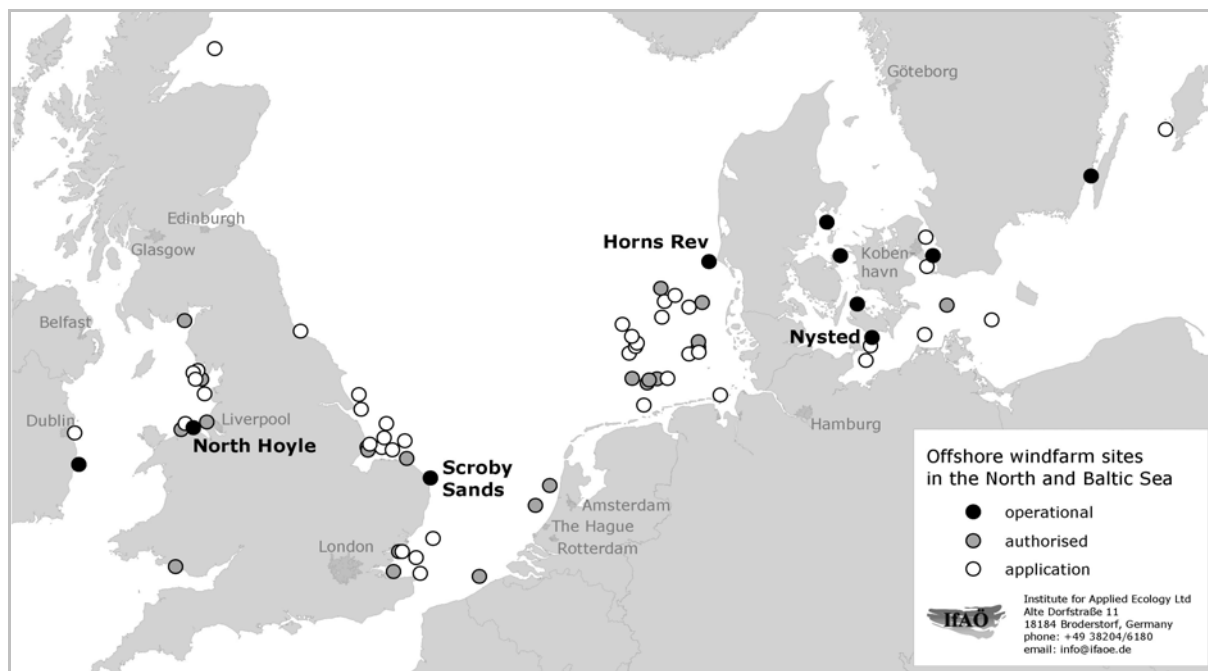 Göteborg
Edinburgh
Glasgow
Horns Rev
Koben-
havn
Belfast
Nysted
Dublin
Liverpool
North Hoyle
Hamburg
Scroby
Sands
Amsterdam
The Hague
Rotterdam
London
Offshore windfarm sites
in the North and Baltic Sea
operational
authorised
application
IfAÖ
Institute for Applied Ecology Ltd
Alte Dorfstraße 11
18184 Broderstorf, Germany
phone: +49 38204/6180
email: info@ifaoe.de